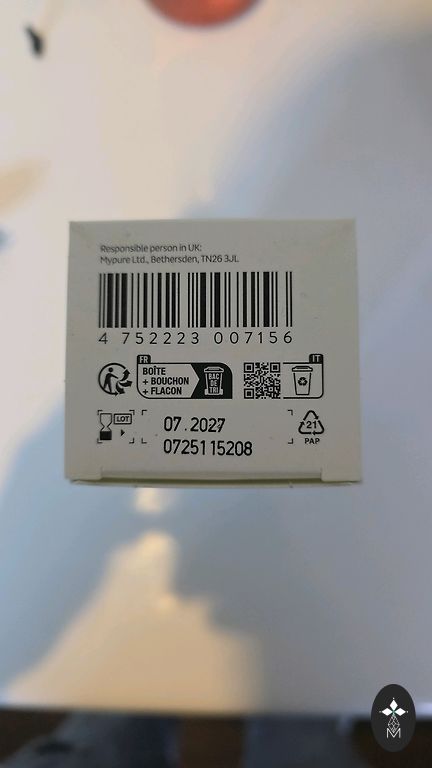 Responsible person in UK:
Mypure Ltd., Bethersden, TN26 3JL
4 752223 007156
FR
BOÎTE
+ BOUCHON
+ FLACON
BAC
DE
TRI
IT
LOT
07.2027
0725115208
21
PAP
M